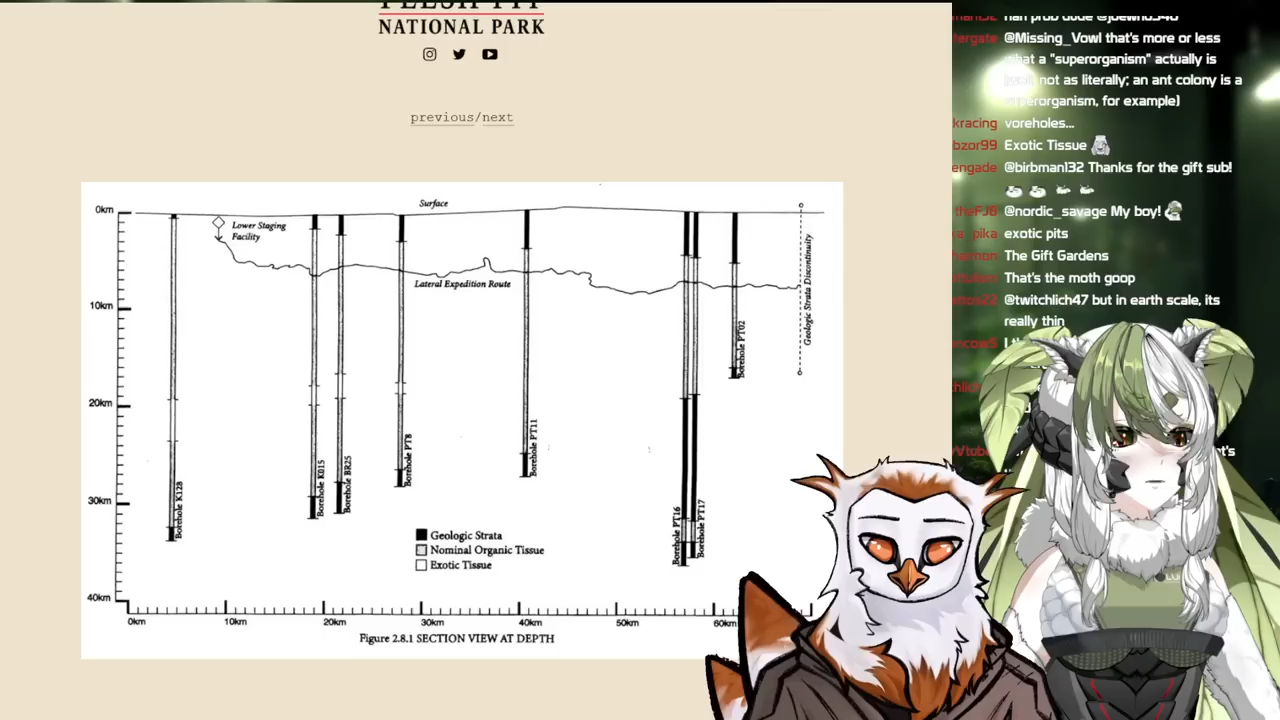 NATIONAL PARK
previous/next
0km
10km
20km
30km
40km
0km
10km
20km
30km
40km
50km
60km
Surface
Lower Staging
Facility
Lateral Expedition Route
Geologic Strata Discontinuity
Borehole K128
Borehole K015
Borehole BR25
Borehole PT8
Borehole PT11
Borehole PT16
Borehole PT17
Borehole PT02
Geologic Strata
Nominal Organic Tissue
Exotic Tissue
Figure 2.8.1 SECTION VIEW AT DEPTH
@Missing_Vowl that's more or less
what a "superorganism" actually is
not as literally; an ant colony is a
superorganism, for example)
kracing voreholes...
bzor99 Exotic Tissue
engade @birbman132 Thanks for the gift sub!
theFJ8 @nordic_savage My boy!
pika exotic pits
The Gift Gardens
That's the moth goop
@twitchlich47 but in earth scale, its
really thin